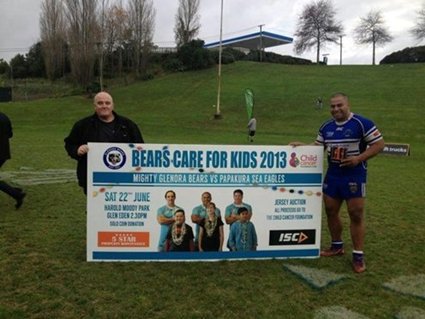 BEARS CARE FOR KIDS 2013
Child Cancer
MIGHTY GLENORA BEARS VS PAPAKURA SEA EAGLES
SAT 22ND JUNE
HAROLD MOODY PARK
GLEN EDEN 2.30PM
GOLD COIN DONATION
5 STAR
JERSEY AUCTION
ALL PROCEEDS GO TO
THE CHILD CANCER FOUNDATION
ISC
trucks